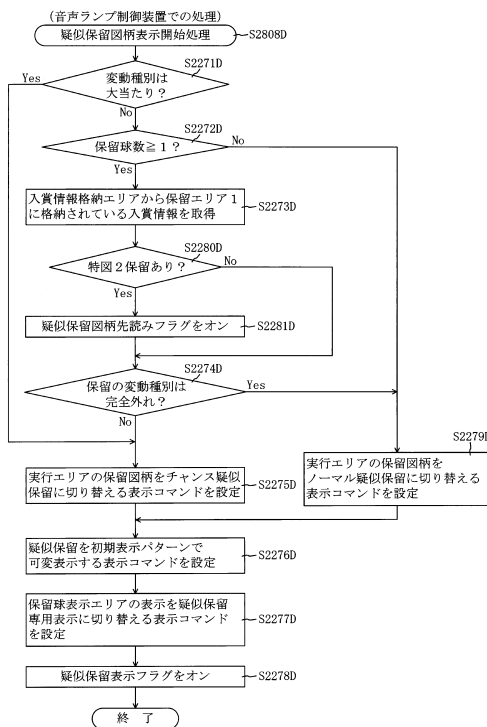 (音声ランプ制御装置での処理)
疑似保留図柄表示開始処理
S2808D
S2271D
Yes
変動種別は
大当たり?
No
S2272D
保留球数≧1?
No
Yes
入賞情報格納エリアから保留エリア1
に格納されている入賞情報を取得
S2273D
S2280D
特図2保留あり?
No
Yes
疑似保留図柄先読みフラグをオン
S2281D
S2274D
保留の変動種別は
完全外れ?
Yes
No
S2279D
実行エリアの保留図柄を
ノーマル疑似保留に切り替える
表示コマンドを設定
実行エリアの保留図柄をチャンス疑似
保留に切り替える表示コマンドを設定
S2275D
疑似保留を初期表示パターンで
可変表示する表示コマンドを設定
S2276D
保留球表示エリアの表示を疑似保留
専用表示に切り替える表示コマンド
を設定
S2277D
疑似保留表示フラグをオン
S2278D
終 了